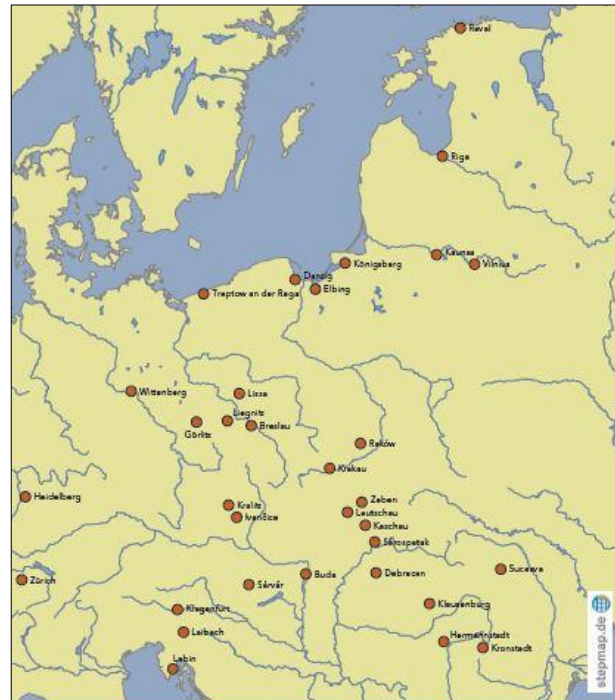 Reval
Riga
Kaunas
Vilnius
Königsberg
Danzig
Elbing
Treptow an der Rega
Wittenberg
Lissa
Liegnitz
Breslau
Görlitz
Raków
Krakau
Heidelberg
Zeben
Leutschau
Kaschau
Kralitz
Ivančice
Sárospatak
Zürich
Buda
Debrecen
Suceava
Sárvár
Klagenfurt
Klausenburg
Laibach
Hermannstadt
Kronstadt
Labin
stepmap.de